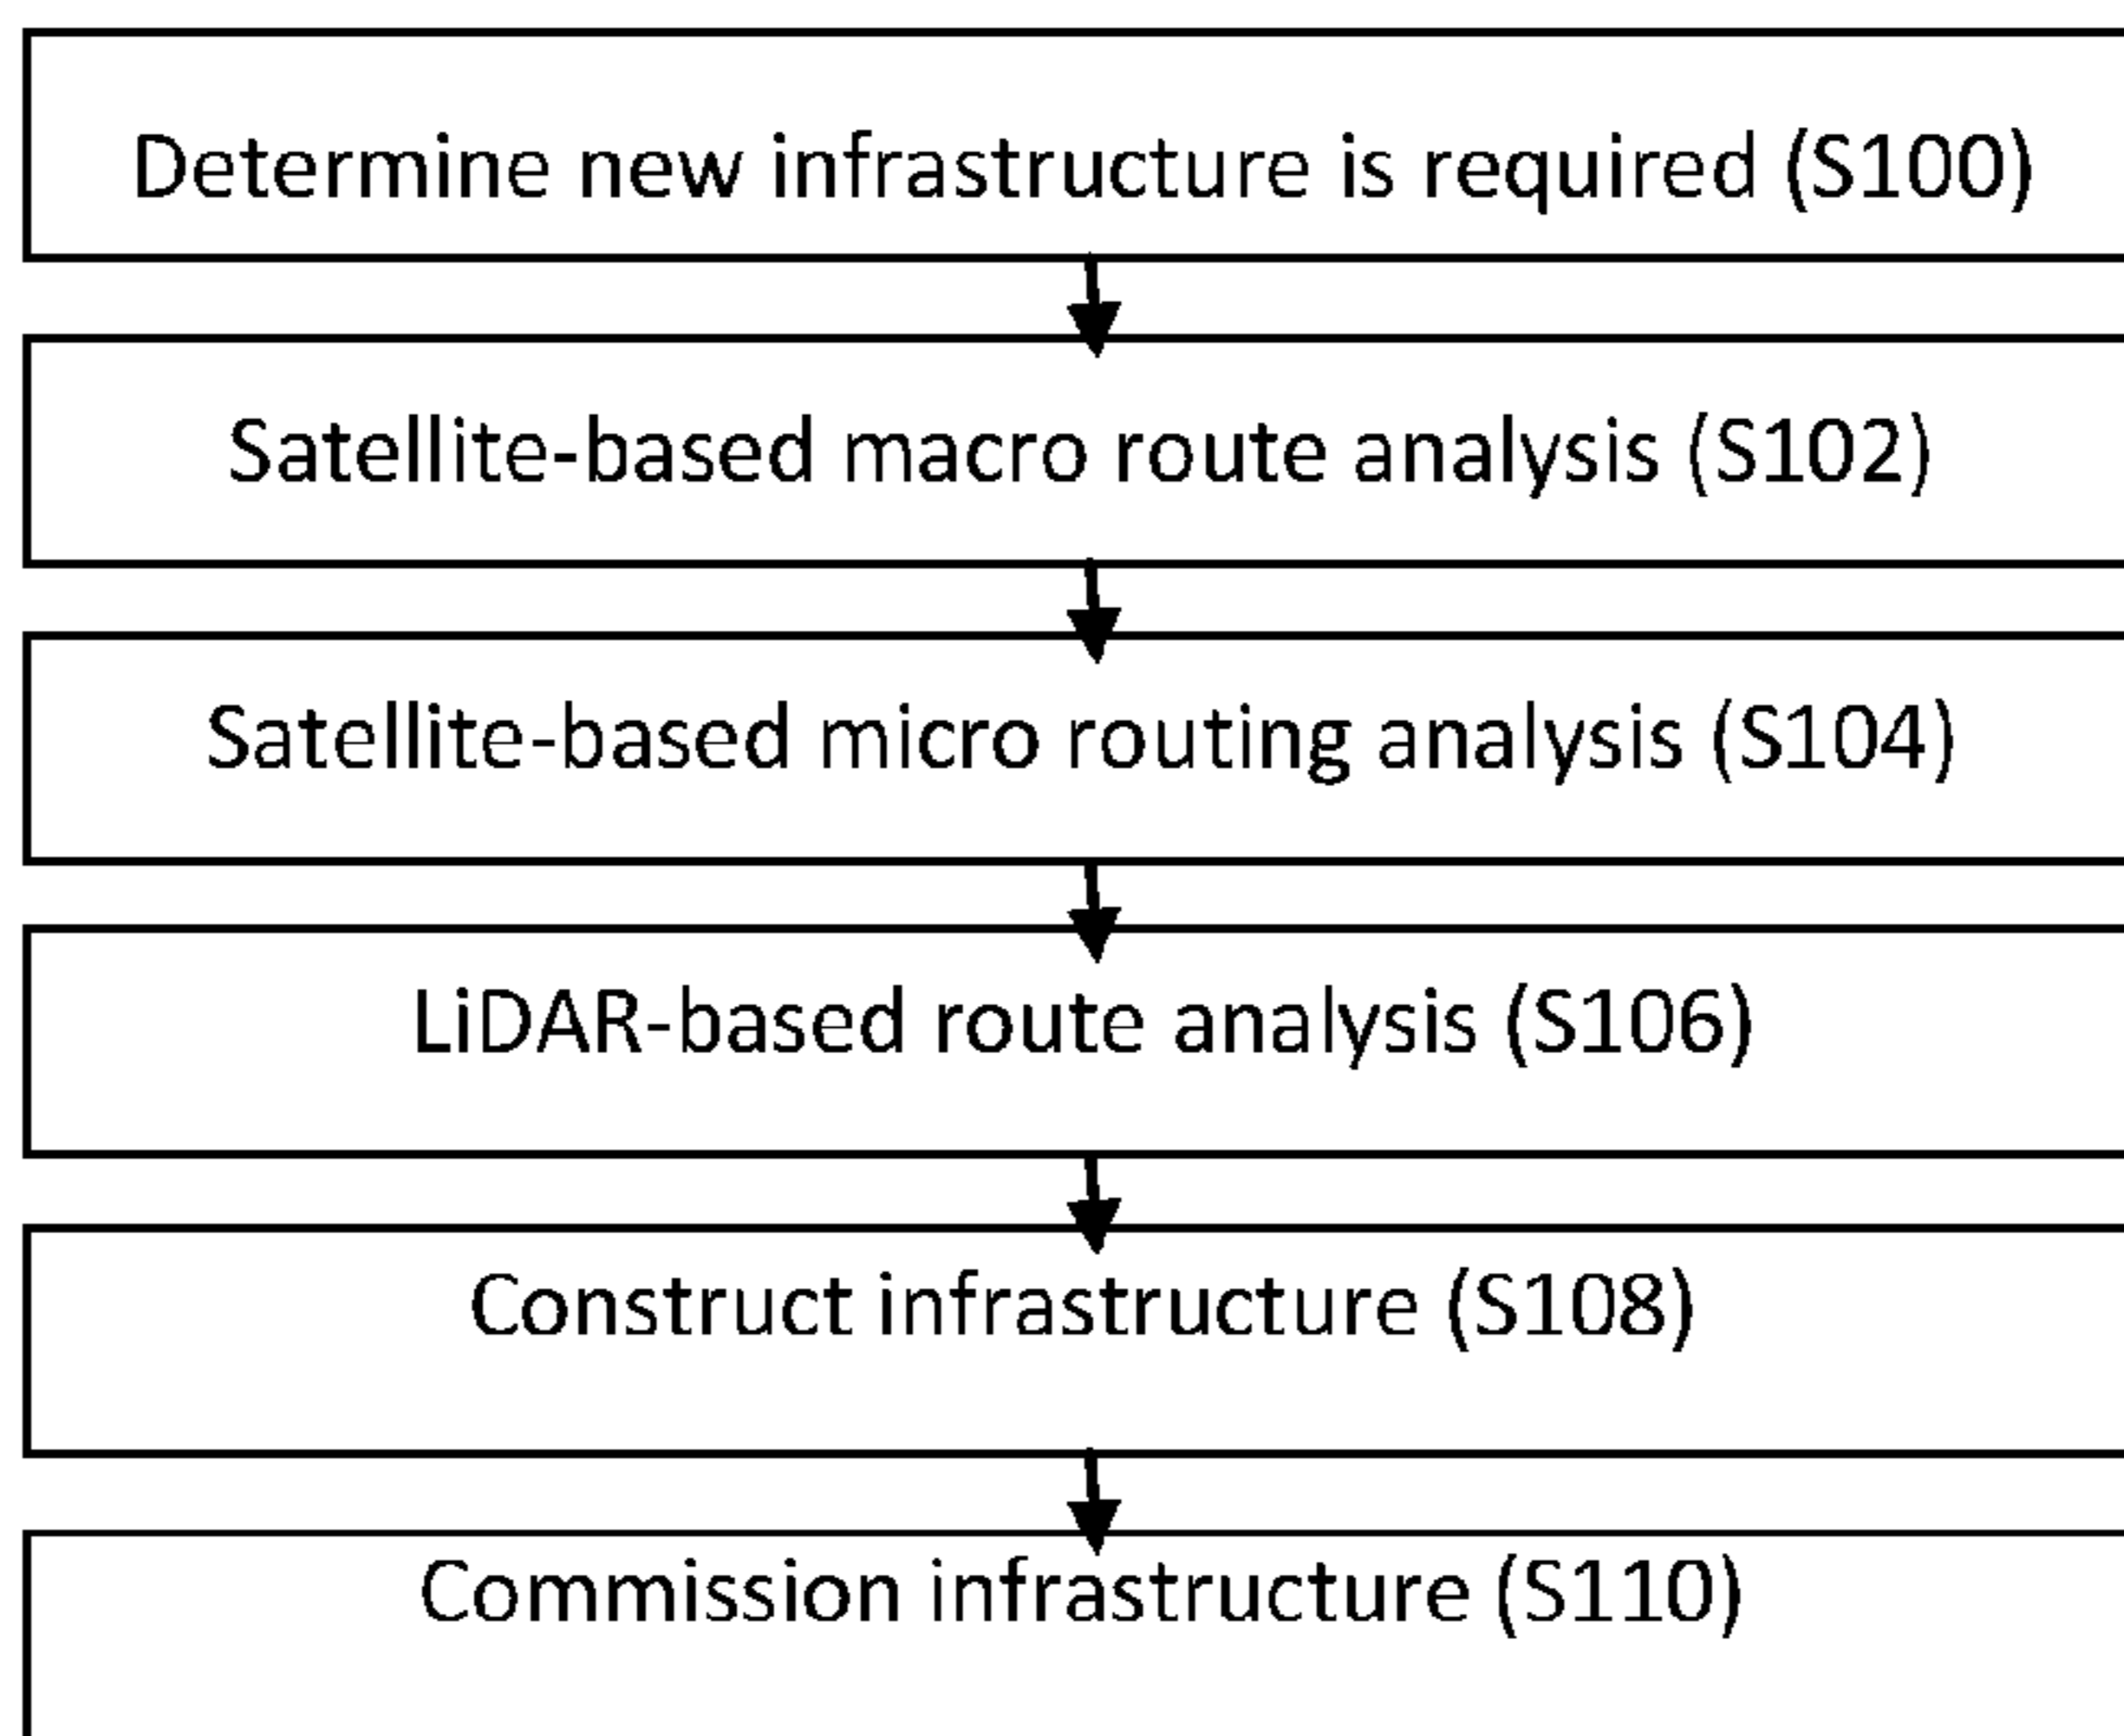 Determine new infrastructure is required (S100)
Satellite-based macro route analysis (S102)
Satellite-based micro routing analysis (S104)
LiDAR-based route analysis (S106)
Construct infrastructure (S108)
Commission infrastructure (S110)